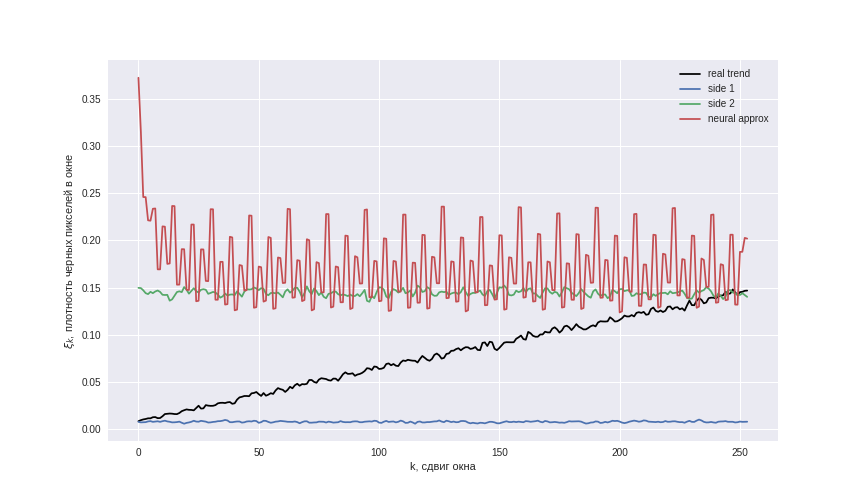 real trend
side 1
side 2
neural approx
0.35
0.30
0.25
0.20
0.15
0.10
0.05
0.00
ξk, плотность черных пикселей в окне
0 50 100 150 200 250
k, сдвиг окна